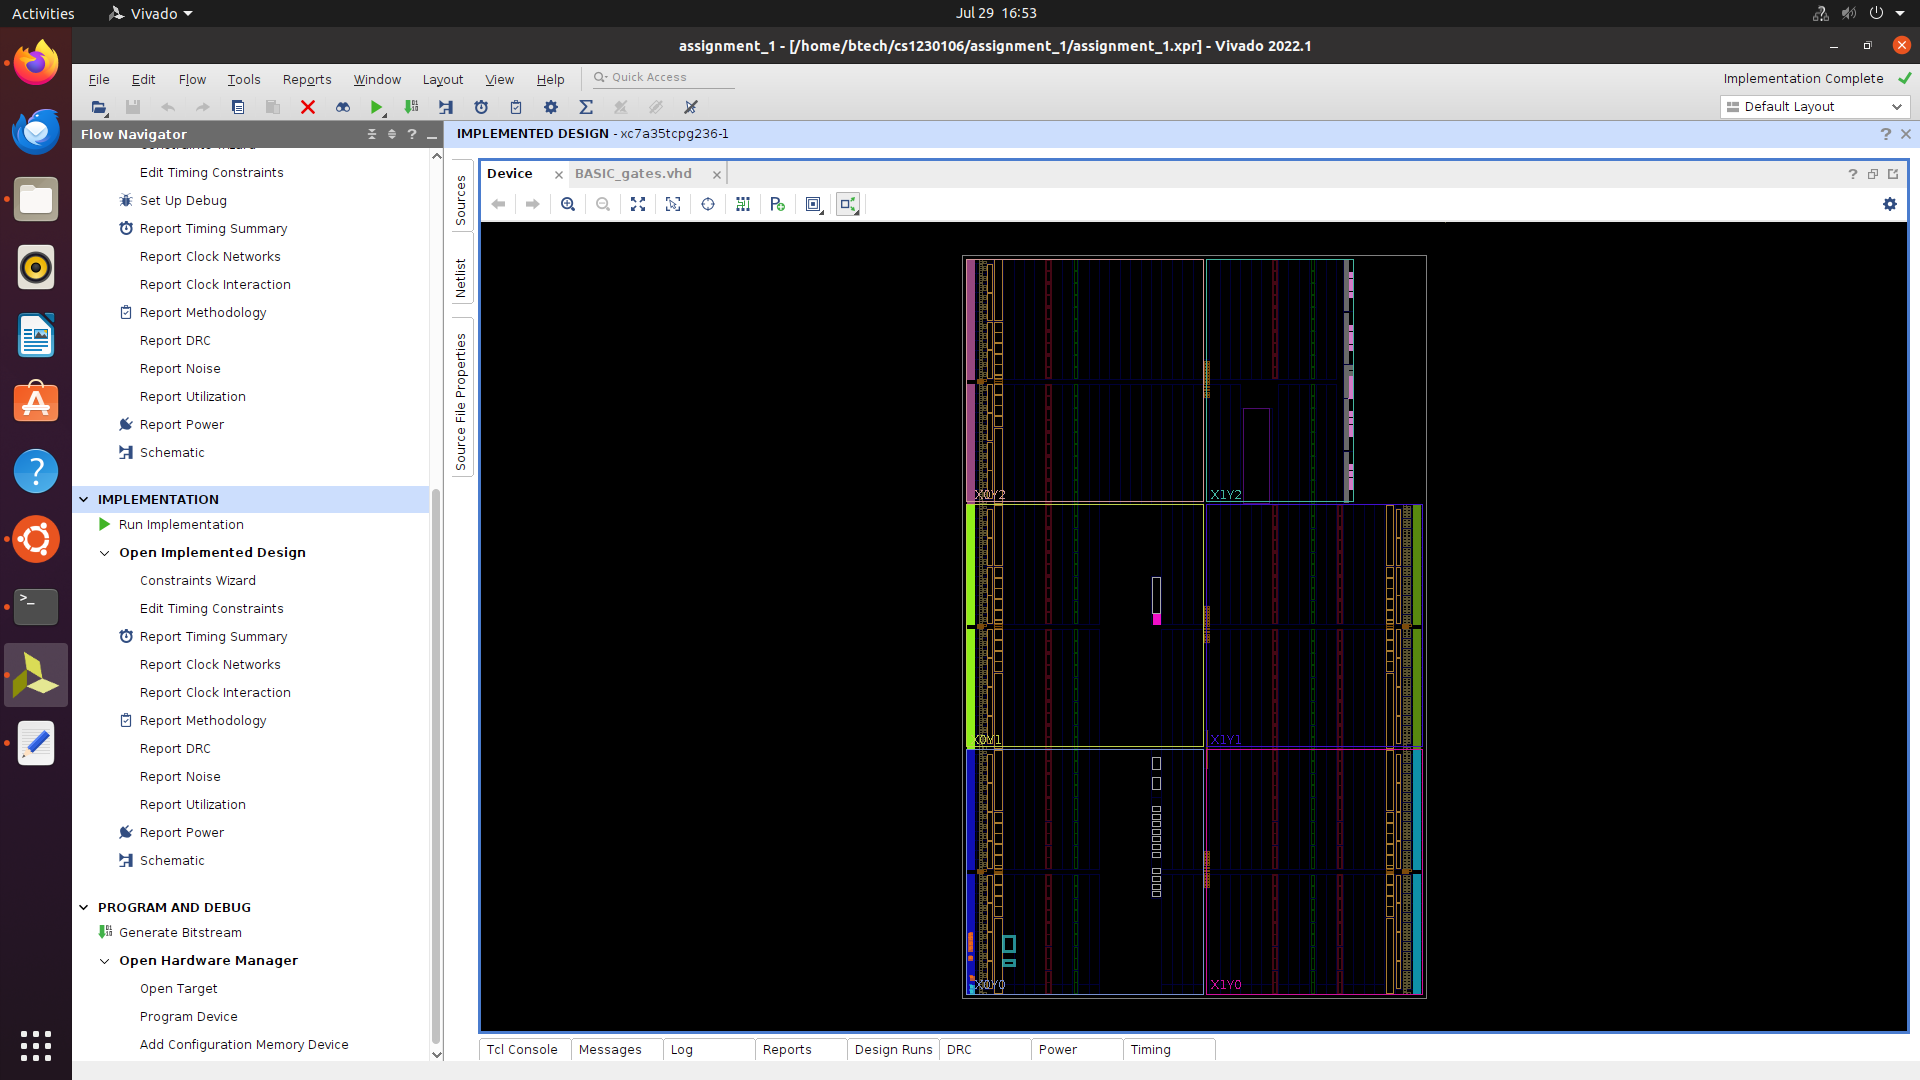 Activities
Vivado
Jul 29 16:53
assignment_1 - [/home/btech/cs1230106/assignment_1/assignment_1.xpr] - Vivado 2022.1
File Edit Flow Tools Reports Window Layout View Help
Quick Access
Implementation Complete
Default Layout
Flow Navigator
IMPLEMENTED DESIGN - xc7a35tcpg236-1
Constraints Wizard
Edit Timing Constraints
Set Up Debug
Report Timing Summary
Report Clock Networks
Report Clock Interaction
Report Methodology
Report DRC
Report Noise
Report Utilization
Report Power
Schematic
IMPLEMENTATION
Run Implementation
Open Implemented Design
Constraints Wizard
Edit Timing Constraints
Report Timing Summary
Report Clock Networks
Report Clock Interaction
Report Methodology
Report DRC
Report Noise
Report Utilization
Report Power
Schematic
PROGRAM AND DEBUG
Generate Bitstream
Open Hardware Manager
Open Target
Program Device
Add Configuration Memory Device
Sources
Netlist
Source File Properties
Device
BASIC_gates.vhd
X0Y2
X1Y2
X0Y1
X1Y1
X0Y0
X1Y0
Tcl Console
Messages
Log
Reports
Design Runs
DRC
Power
Timing